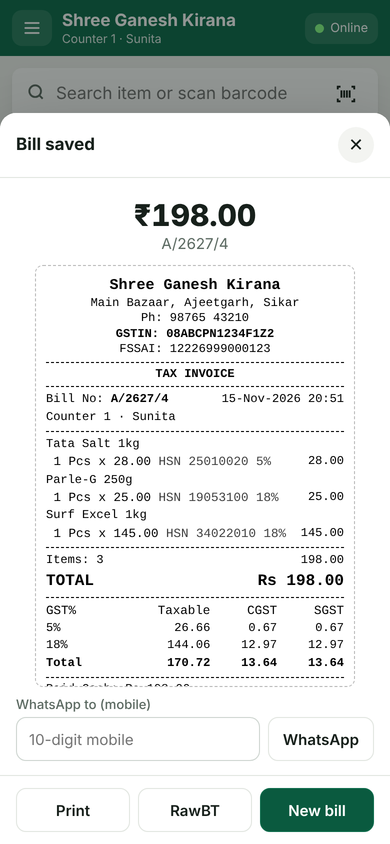 Shree Ganesh Kirana
Counter 1 · Sunita
Online
Search item or scan barcode
Bill saved
₹198.00
A/2627/4
Shree Ganesh Kirana
Main Bazar, Ajeetgarh, Sikar
Ph: 98765 43210
GSTIN: 08ABCPN1234F1Z2
FSSAI: 12226999000123
TAX INVOICE
Bill No: A/2627/4 15-Nov-2026 20:51
Counter 1 · Sunita
Tata Salt 1kg
1 Pcs x 28.00 HSN 25010020 5% 28.00
Parle-G 250g
1 Pcs x 25.00 HSN 19053100 18% 25.00
Surf Excel 1kg
1 Pcs x 145.00 HSN 34022010 18% 145.00
Items: 3 198.00
TOTAL Rs 198.00
GST% Taxable CGST SGST
5% 26.66 0.67 0.67
18% 144.06 12.97 12.97
Total 170.72 13.64 13.64
WhatsApp to (mobile)
10-digit mobile WhatsApp
Print RawBT New bill